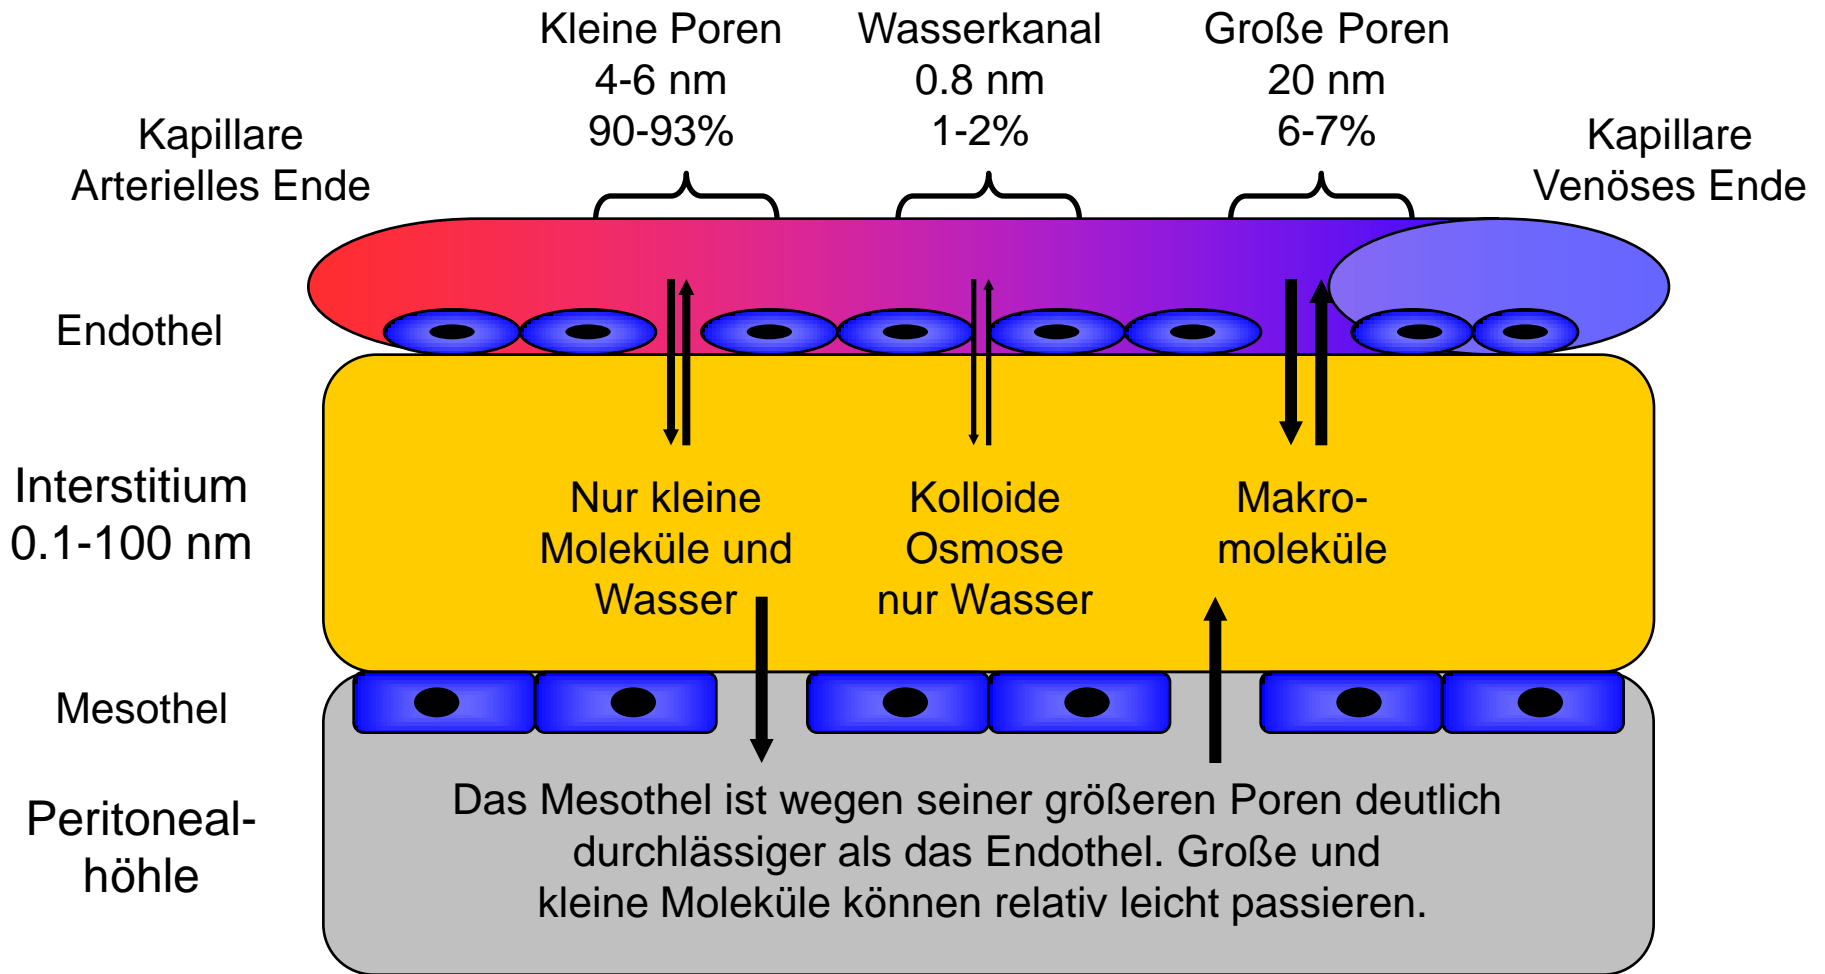 Kleine Poren
4-6 nm
90-93%
Wasserkanal
0.8 nm
1-2%
Große Poren
20 nm
6-7%
Kapillare
Arterielles Ende
Kapillare
Venöses Ende
Endothel
Interstitium
0.1-100 nm
Nur kleine
Moleküle und
Wasser
Kolloide
Osmose
nur Wasser
Makro-
moleküle
Mesothel
Peritoneal-
höhle
Das Mesothel ist wegen seiner größeren Poren deutlich
durchlässiger als das Endothel. Große und
kleine Moleküle können relativ leicht passieren.